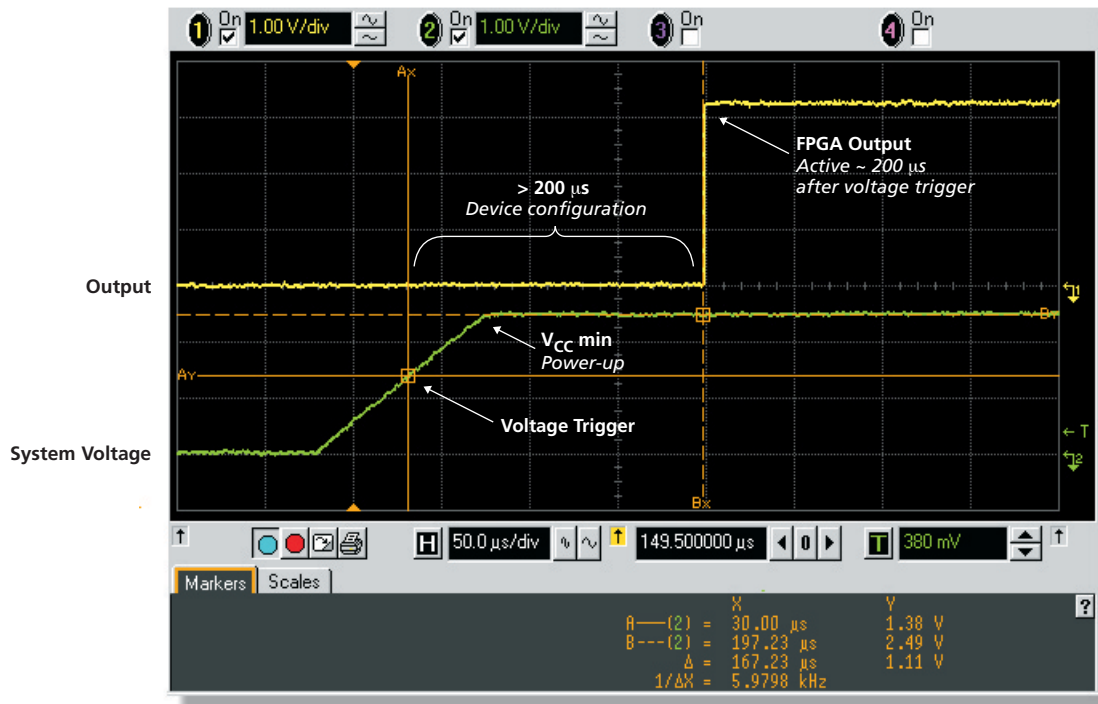 1 On 1.00 V/div 2 On 1.00 V/div 3 On 4 On
Ax
FPGA Output
Active ~ 200 μs
after voltage trigger
> 200 μs
Device configuration
Output
1
VCC min
Power-up
B
AY
Voltage Trigger
T
System Voltage
2
Bx
H 50.0 μs/div 149.500000 μs 0 T 380 mV
Markers Scales
?
X Y
A——(2) = 30.00 μs 1.38 V
B---(2) = 197.23 μs 2.49 V
Δ = 167.23 μs 1.11 V
1/ΔX = 5.9798 kHz